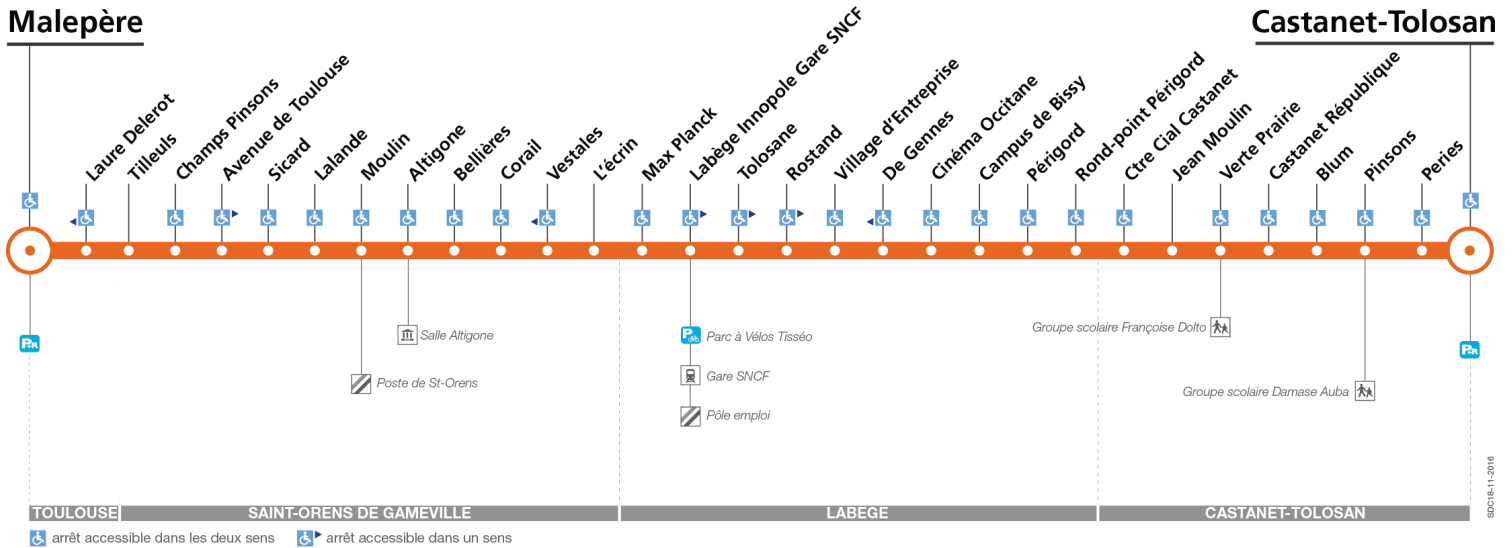 Malepère
Castanet-Tolosan
Laure Delerot
Tilleuls
Champs Pinsons
Avenue de Toulouse
Sicard
Lalande
Moulin
Altigone
Bellières
Corail
Vestales
L'écrin
Max Planck
Labège Innopole Gare SNCF
Tolosane
Rostand
Village d'Entreprise
De Gennes
Cinéma Occitane
Campus de Bissy
Périgord
Rond-point Périgord
Ctre Cial Castanet
Jean Moulin
Verte Prairie
Castanet République
Blum
Pinsons
Peries
P+R
Salle Altigone
Poste de St-Orens
P
Parc à Vélos Tisséo
Gare SNCF
Pôle emploi
Groupe scolaire Françoise Dolto
Groupe scolaire Damase Auba
P+R
TOULOUSE
SAINT-ORENS DE GAMEVILLE
LABEGE
CASTANET-TOLOSAN
arrêt accessible dans les deux sens
arrêt accessible dans un sens
SDC18-11-2016